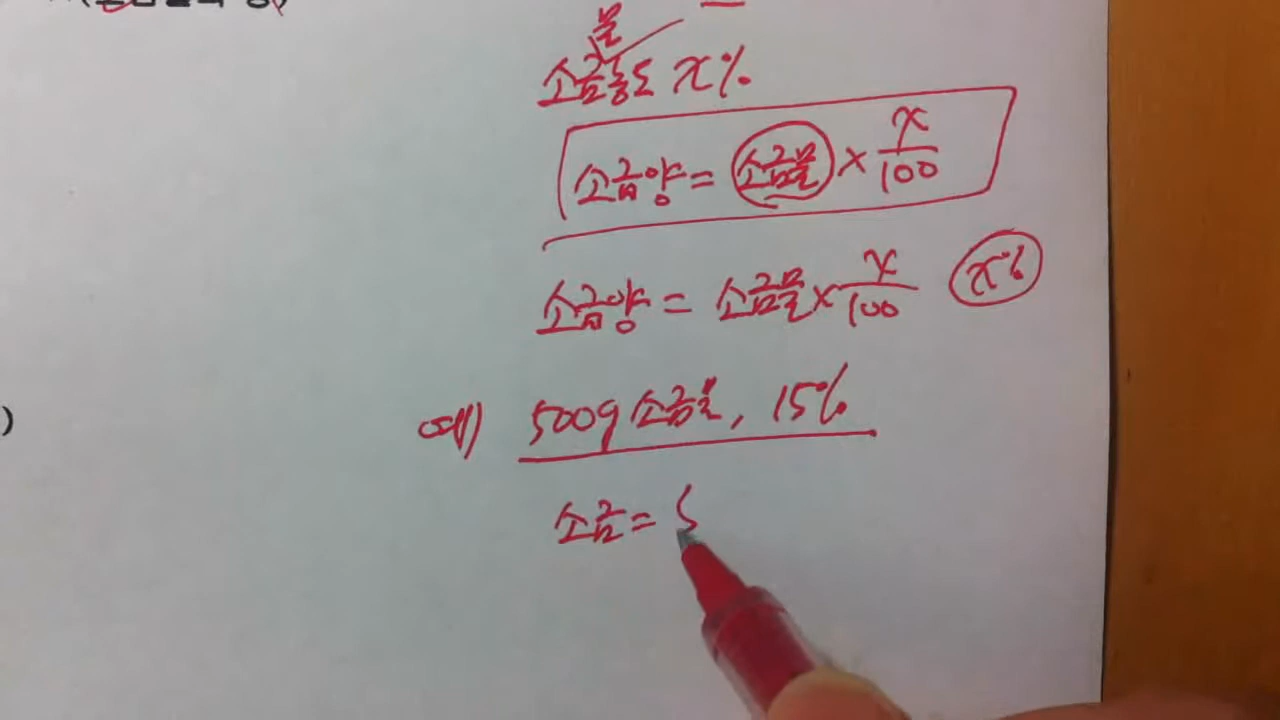 물
소금농도 x%
소금양 = 소금물 × x/100
소금양 = 소금물 × x/100 x%
예) 500g 소금물, 15%
소금 = 5
)